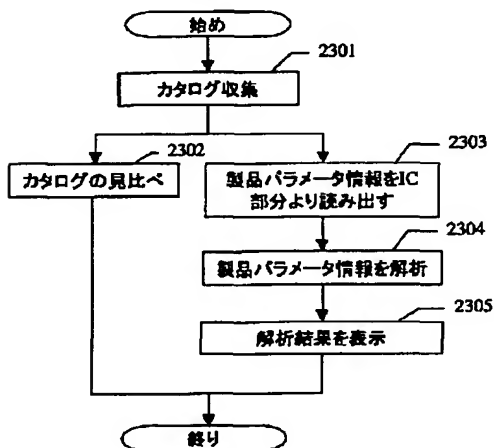 始め
2301
カタログ収集
2302
カタログの見比べ
2303
製品パラメータ情報をIC
部分より読み出す
2304
製品パラメータ情報を解析
2305
解析結果を表示
終り